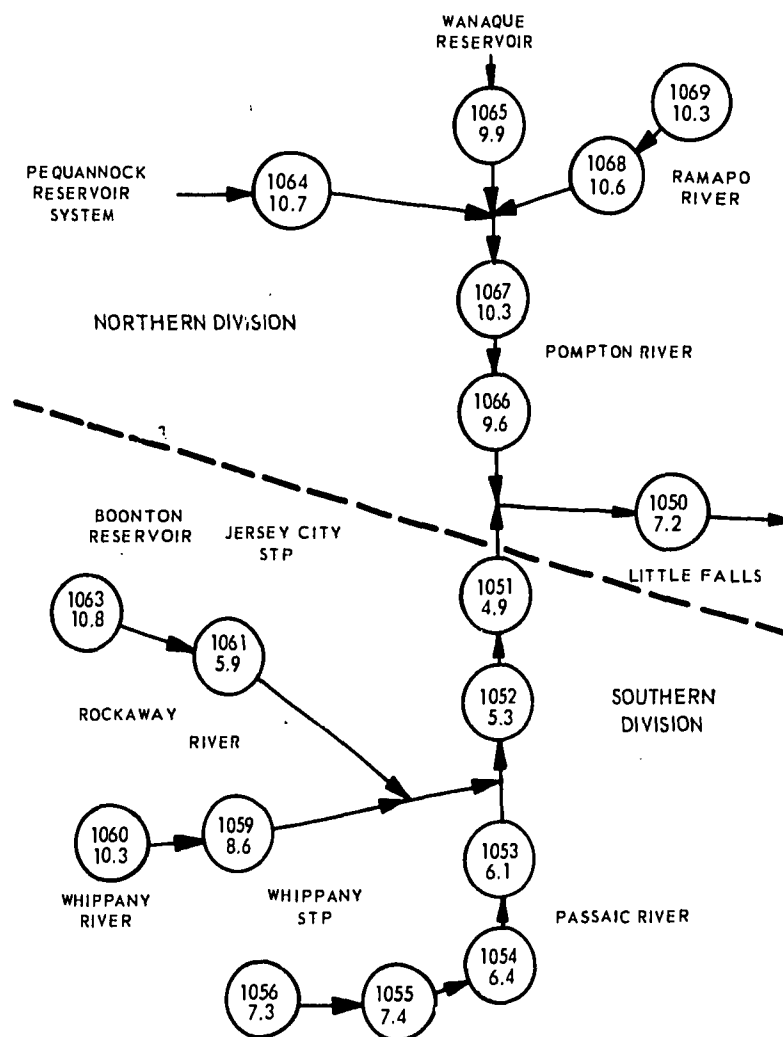 WANAQUE
RESERVOIR
1065
9.9
1069
10.3
1068
10.6
RAMAPO
RIVER
PEQUANNOCK
RESERVOIR
SYSTEM
1064
10.7
1067
10.3
NORTHERN DIVISION
POMPTON RIVER
1066
9.6
1050
7.2
LITTLE FALLS
BOONTON
RESERVOIR
JERSEY CITY
STP
1051
4.9
1063
10.8
1061
5.9
1052
5.3
SOUTHERN
DIVISION
ROCKAWAY
RIVER
1060
10.3
1059
8.6
WHIPPANY
RIVER
WHIPPANY
STP
1053
6.1
PASSAIC RIVER
1054
6.4
1056
7.3
1055
7.4